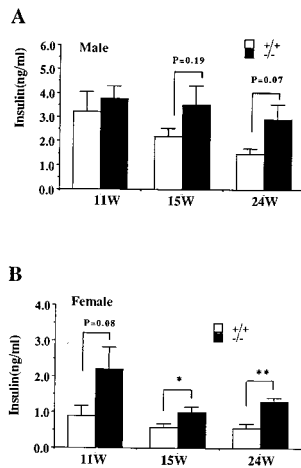 A
Male
+/+
-/-
P=0.19
P=0.07
Insulin(ng/ml)
6.0
5.0
4.0
3.0
2.0
1.0
0.0
11W 15W 24W
B
Female
+/+
-/-
P=0.08
*
**
Insulin(ng/ml)
4.0
3.0
2.0
1.0
0.0
11W 15W 24W